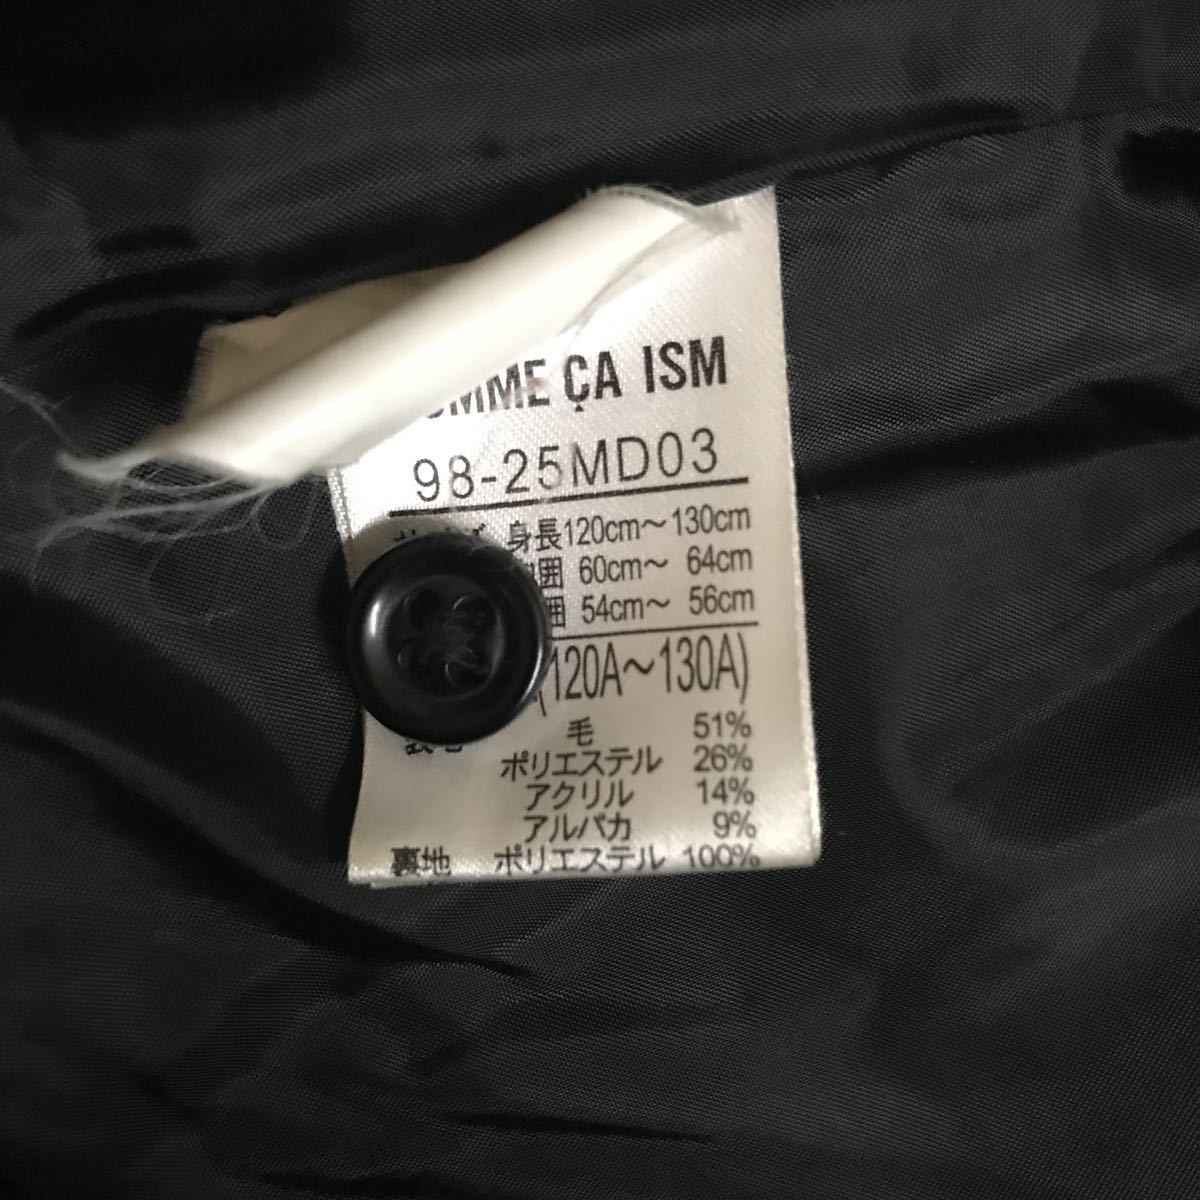 ÇA ISM
98-25MD03
身長120cm～130cm
囲 60cm～ 64cm
囲 54cm～ 56cm
(120A～130A)
毛 51%
ポリエステル 26%
アクリル 14%
アルパカ 9%
裏地 ポリエステル 100%